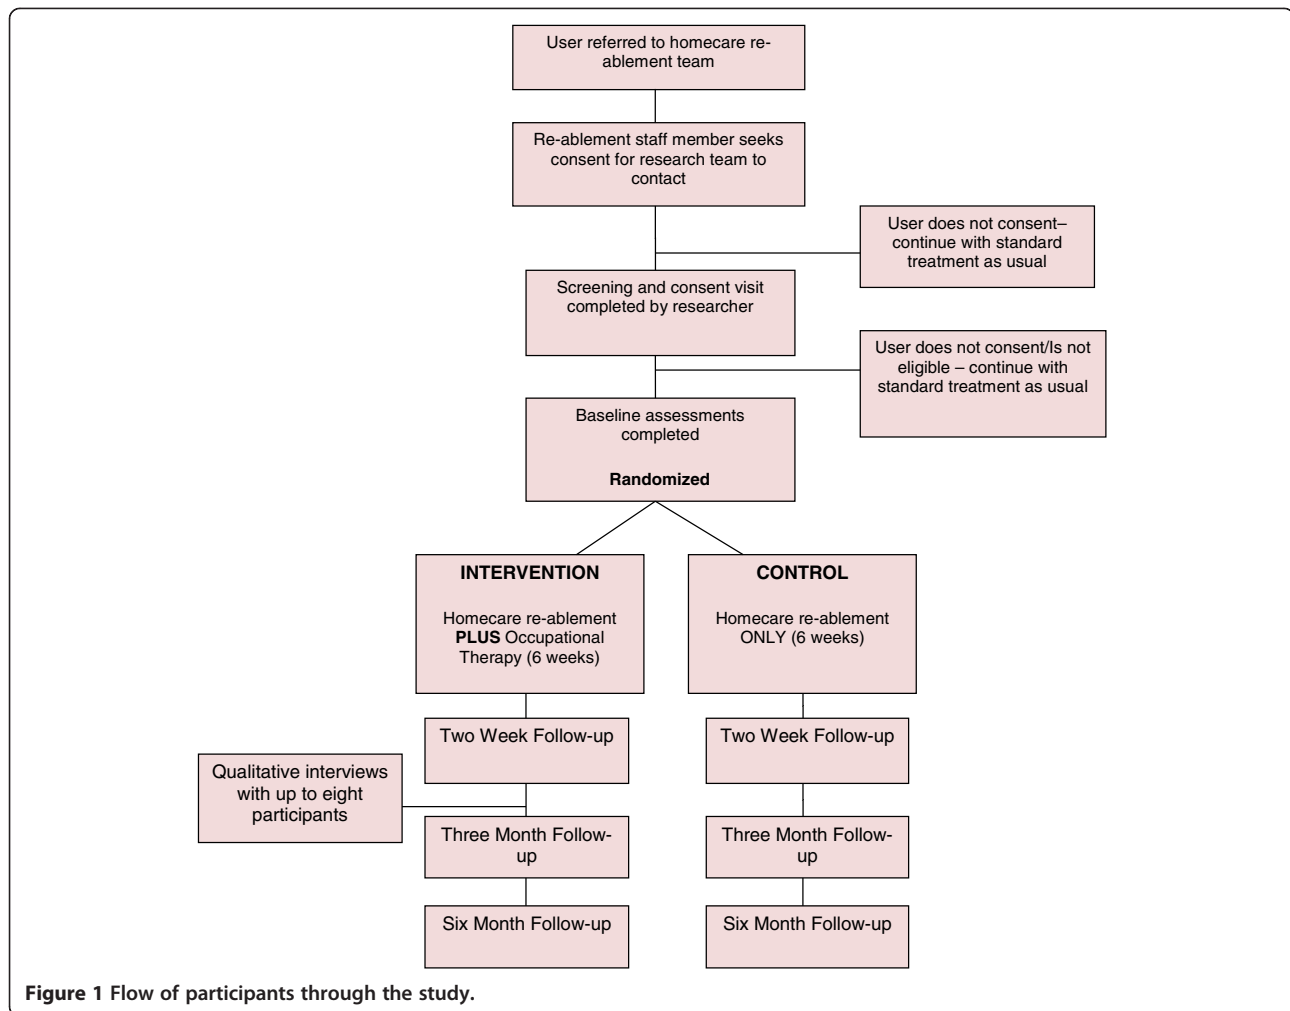 User referred to homecare re-
ablement team
Re-ablement staff member seeks
consent for research team to
contact
User does not consent–
continue with standard
treatment as usual
Screening and consent visit
completed by researcher
User does not consent/Is not
eligible – continue with
standard treatment as usual
Baseline assessments
completed
Randomized
INTERVENTION
Homecare re-ablement
PLUS Occupational
Therapy (6 weeks)
CONTROL
Homecare re-ablement
ONLY (6 weeks)
Two Week Follow-up
Two Week Follow-up
Qualitative interviews
with up to eight
participants
Three Month Follow-
up
Three Month Follow-
up
Six Month Follow-up
Six Month Follow-up
Figure 1 Flow of participants through the study.